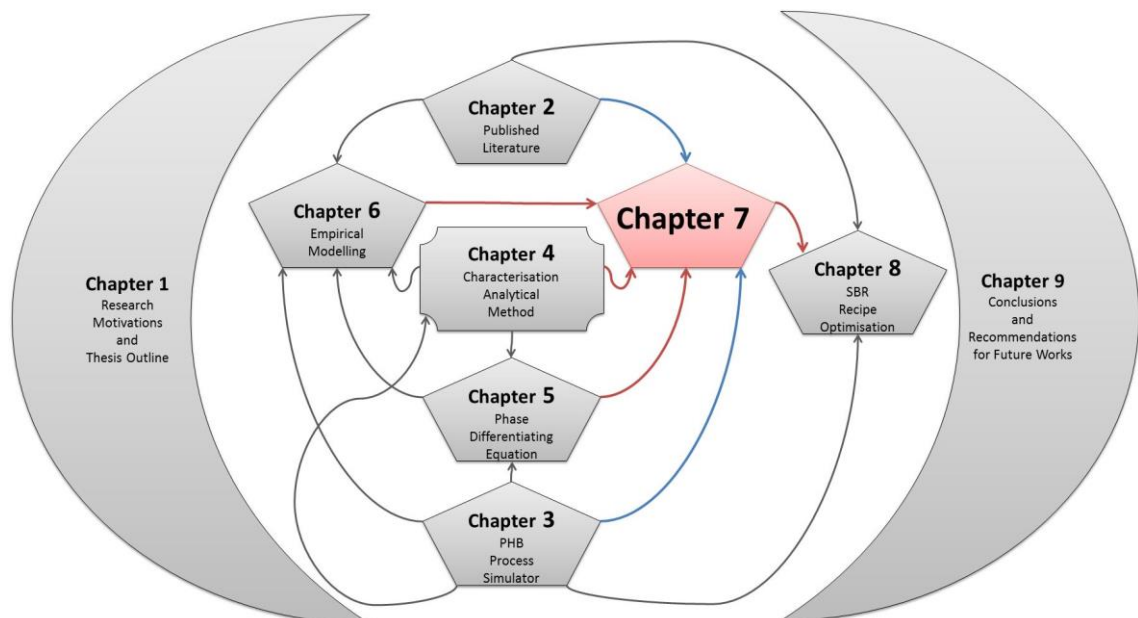 Chapter 1
Research
Motivations
and
Thesis Outline
Chapter 2
Published
Literature
Chapter 6
Empirical
Modelling
Chapter 7
Chapter 4
Characterisation
Analytical
Method
Chapter 8
SBR
Recipe
Optimisation
Chapter 5
Phase
Differentiating
Equation
Chapter 3
PHB
Process
Simulator
Chapter 9
Conclusions
and
Recommendations
for Future Works